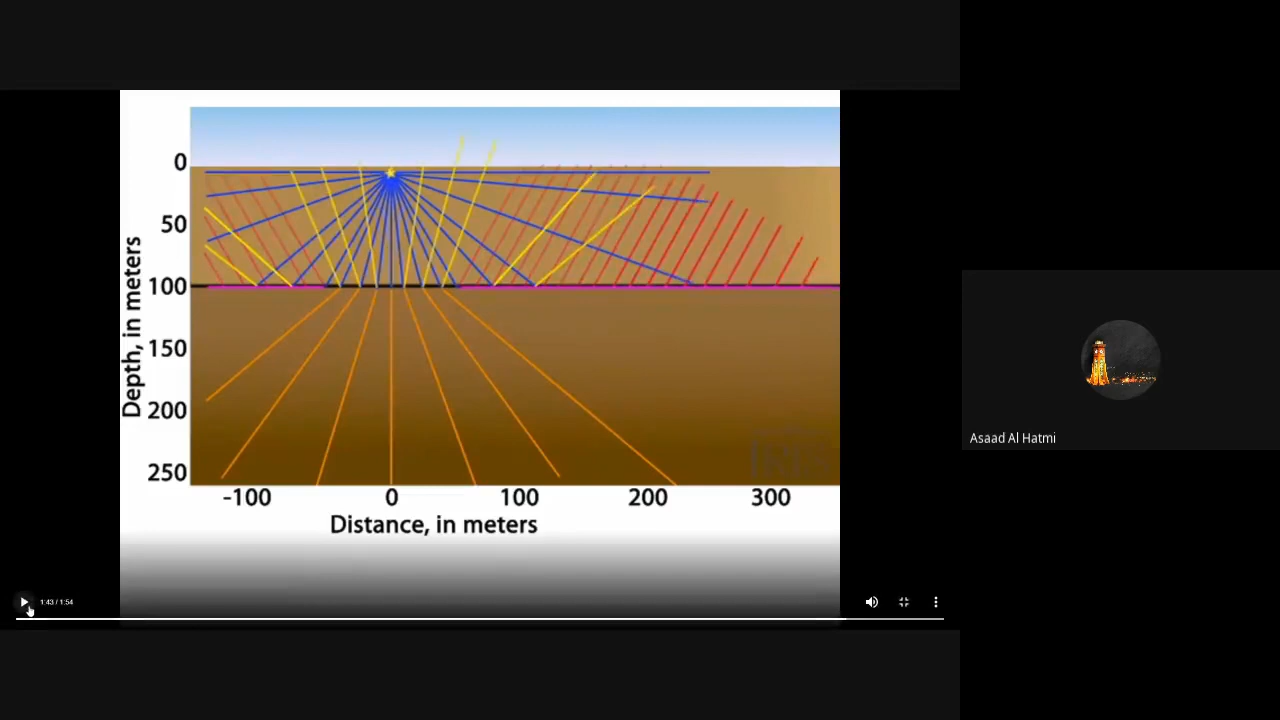 0
50
100
150
200
250
Depth, in meters
-100 0 100 200 300
Distance, in meters
IRIS
1:43 / 1:54
Asaad Al Hatmi